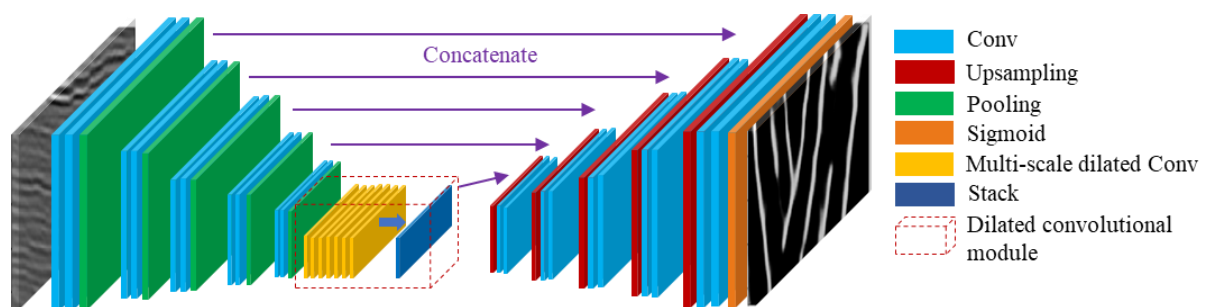 Concatenate
Conv
Upsampling
Pooling
Sigmoid
Multi-scale dilated Conv
Stack
Dilated convolutional
module